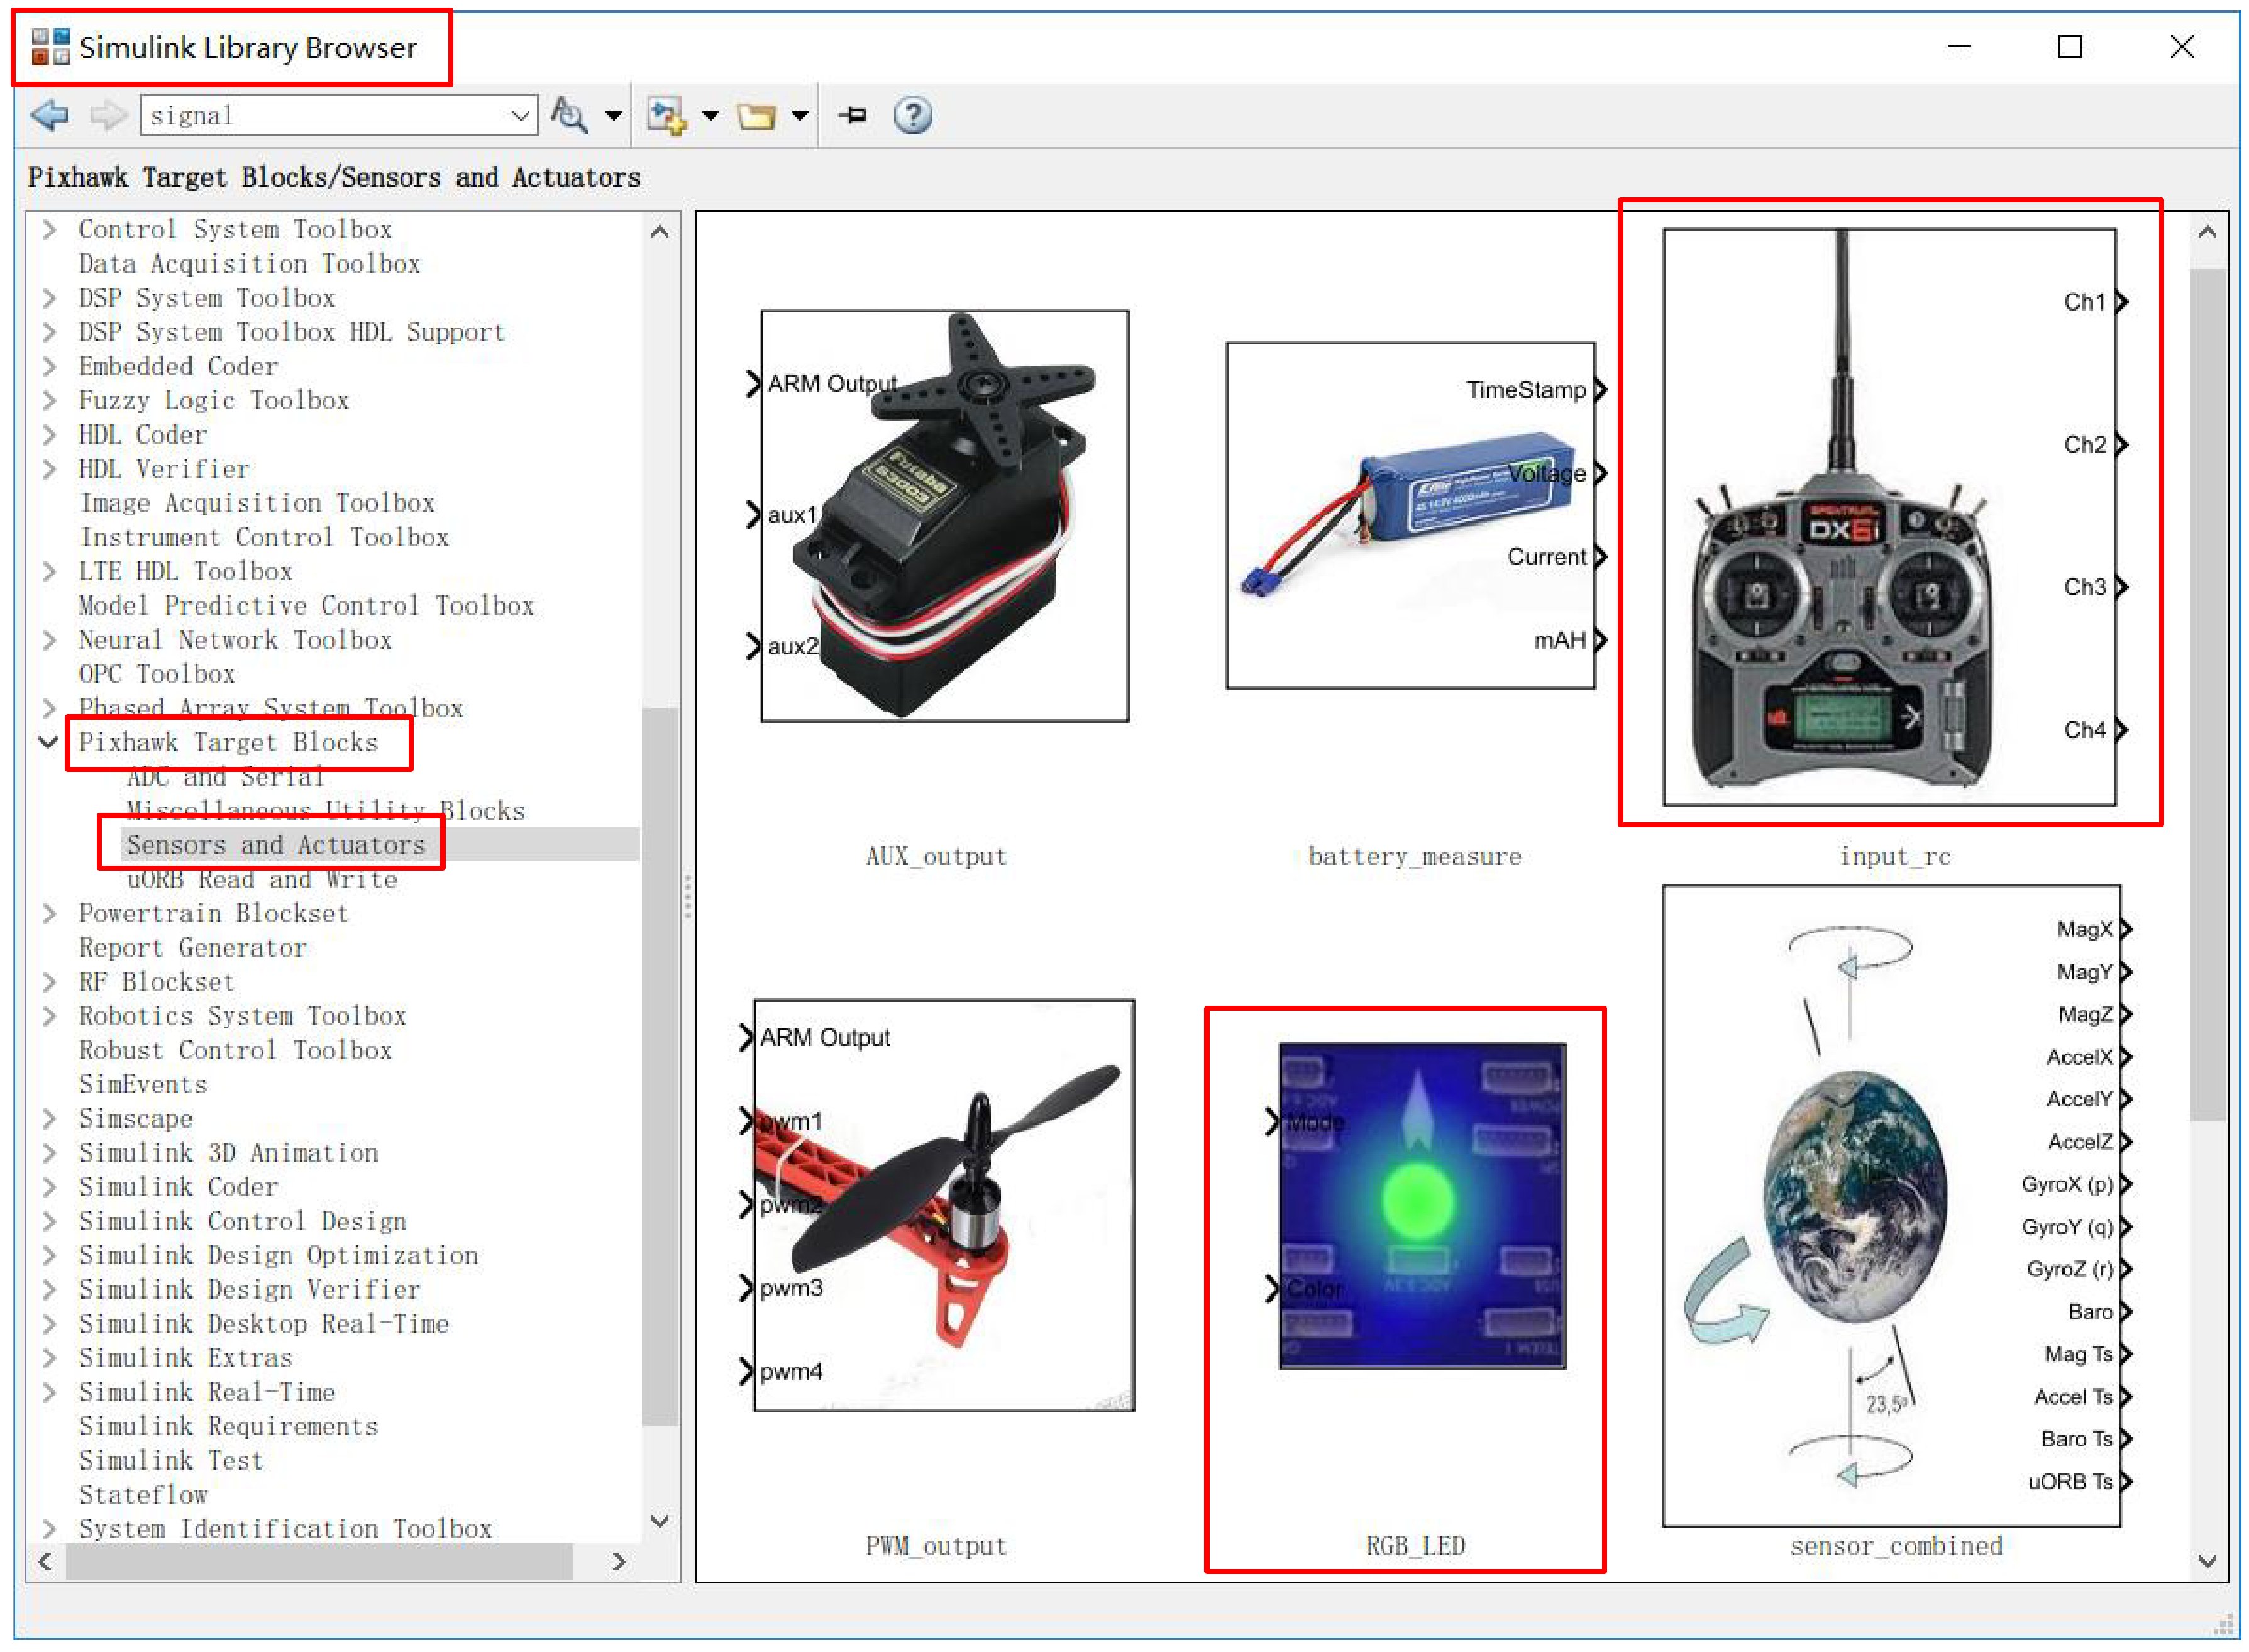 Simulink Library Browser
signal
Pixhawk Target Blocks/Sensors and Actuators
Control System Toolbox
Data Acquisition Toolbox
DSP System Toolbox
DSP System Toolbox HDL Support
Embedded Coder
Fuzzy Logic Toolbox
HDL Coder
HDL Verifier
Image Acquisition Toolbox
Instrument Control Toolbox
LTE HDL Toolbox
Model Predictive Control Toolbox
Neural Network Toolbox
OPC Toolbox
Phased Array System Toolbox
Pixhawk Target Blocks
ADC and Serial
Miscellaneous Utility Blocks
Sensors and Actuators
uORB Read and Write
Powertrain Blockset
Report Generator
RF Blockset
Robotics System Toolbox
Robust Control Toolbox
SimEvents
Simscape
Simulink 3D Animation
Simulink Coder
Simulink Control Design
Simulink Design Optimization
Simulink Design Verifier
Simulink Desktop Real-Time
Simulink Extras
Simulink Real-Time
Simulink Requirements
Simulink Test
Stateflow
System Identification Toolbox
ARM Output
aux1
aux2
Futaba
S3003
AUX_output
TimeStamp
Voltage
Current
mAH
battery_measure
Ch1
Ch2
Ch3
Ch4
SPEKTRUM
DX6i
input_rc
ARM Output
pwm1
pwm2
pwm3
pwm4
PWM_output
Mode
Color
RGB_LED
MagX
MagY
MagZ
AccelX
AccelY
AccelZ
GyroX (p)
GyroY (q)
GyroZ (r)
Baro
Mag Ts
Accel Ts
Baro Ts
uORB Ts
23,5º
sensor_combined